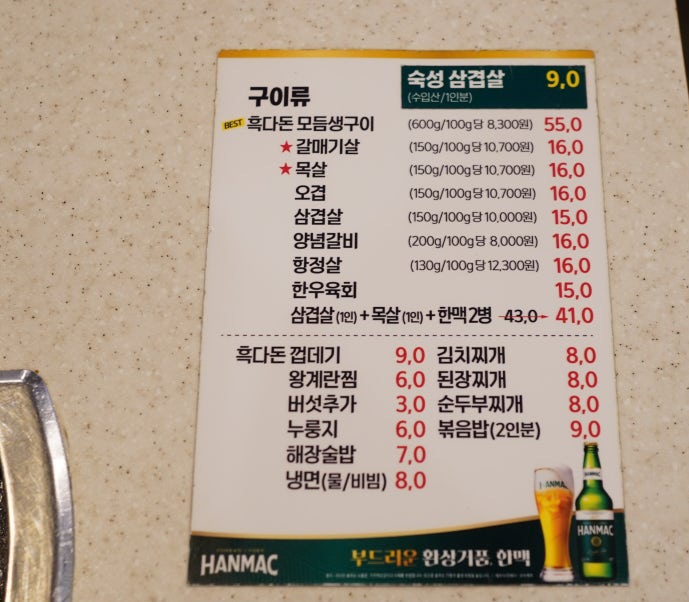 숙성 삼겹살 9,0
(수입산/1인분)
구이류
BEST 흑다돈 모듬생구이 (600g/100g당 8,300원) 55,0
★ 갈매기살 (150g/100g당 10,700원) 16,0
★ 목살 (150g/100g당 10,700원) 16,0
오겹 (150g/100g당 10,700원) 16,0
삼겹살 (150g/100g당 10,000원) 15,0
양념갈비 (200g/100g당 8,000원) 16,0
항정살 (130g/100g당 12,300원) 16,0
한우육회 15,0
삼겹살(1인)+목살(1인)+한맥2병 43,0 41,0
흑다돈 껍데기 9,0 김치찌개 8,0
왕계란찜 6,0 된장찌개 8,0
버섯추가 3,0 순두부찌개 8,0
누룽지 6,0 볶음밥(2인분) 9,0
해장술밥 7,0
냉면(물/비빔) 8,0
HANMAC
HANMAC
HANMAC 부드러운 환상거품, 한맥